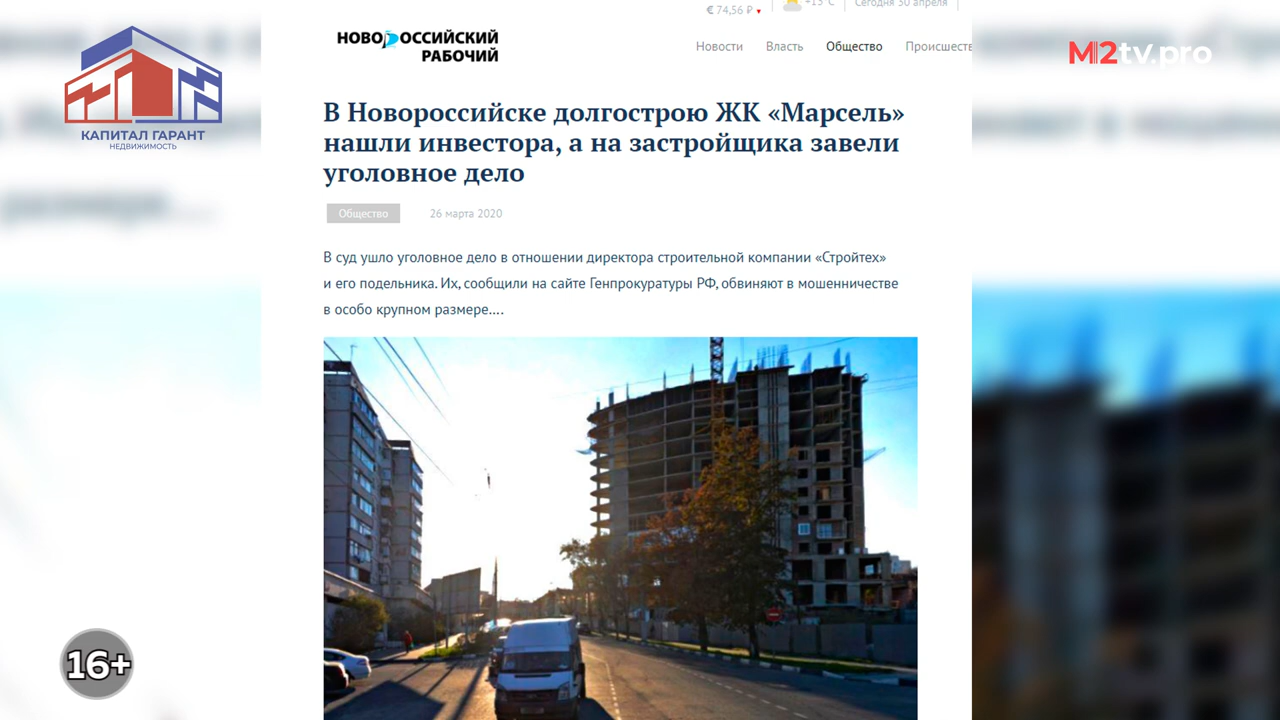 € 74,56 ₽
+13°C
Сегодня 30 апреля
НОВОРОССИЙСКИЙ
РАБОЧИЙ
Новости Власть Общество Происшеств
M2tv.pro
КАПИТАЛ ГАРАНТ
НЕДВИЖИМОСТЬ
В Новороссийске долгострою ЖК «Марсель»
нашли инвестора, а на застройщика завели
уголовное дело
Общество 26 марта 2020
В суд ушло уголовное дело в отношении директора строительной компании «Стройтех»
и его подельника. Их, сообщили на сайте Генпрокуратуры РФ, обвиняют в мошенничестве
в особо крупном размере….
16+